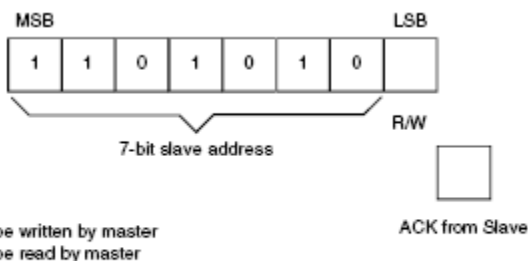 MSB LSB
1 1 0 1 0 1 0
R/W
7-bit slave address
ACK from Slave
be written by master
be read by master